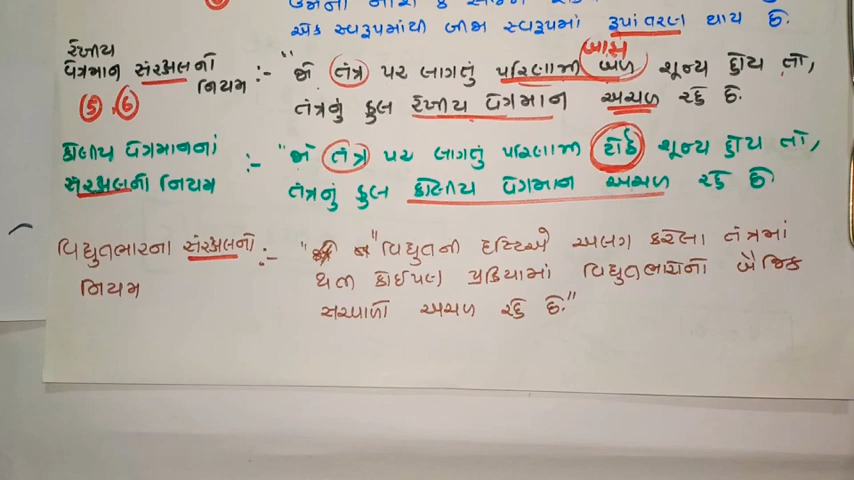 એક સ્વરૂપમાંથી બીજા સ્વરૂપમાં રૂપાંતરણ થાય છે.
રેખીય
વેગમાન સંરક્ષણનો
નિયમ :- "જો તંત્ર પર લાગતું પરિણામી બાહ્ય બળ શૂન્ય હોય તો,
તંત્રનું કુલ રેખીય વેગમાન અચળ રહે છે.
5, 6
કોણીય વેગમાનનાં :- "જો તંત્ર પર લાગતું પરિણામી ટોર્ક શૂન્ય હોય તો,
સંરક્ષણની નિયમ તંત્રનું કુલ કોણીય વેગમાન અચળ રહે છે.
વિદ્યુતભારના સંરક્ષણનો :- "વિદ્યુતની દ્રષ્ટિએ અલગ કરેલા તંત્રમાં
નિયમ થતી કોઈપણ પ્રક્રિયામાં વિદ્યુતભારોનો બૈજિક
સરવાળો અચળ રહે છે."